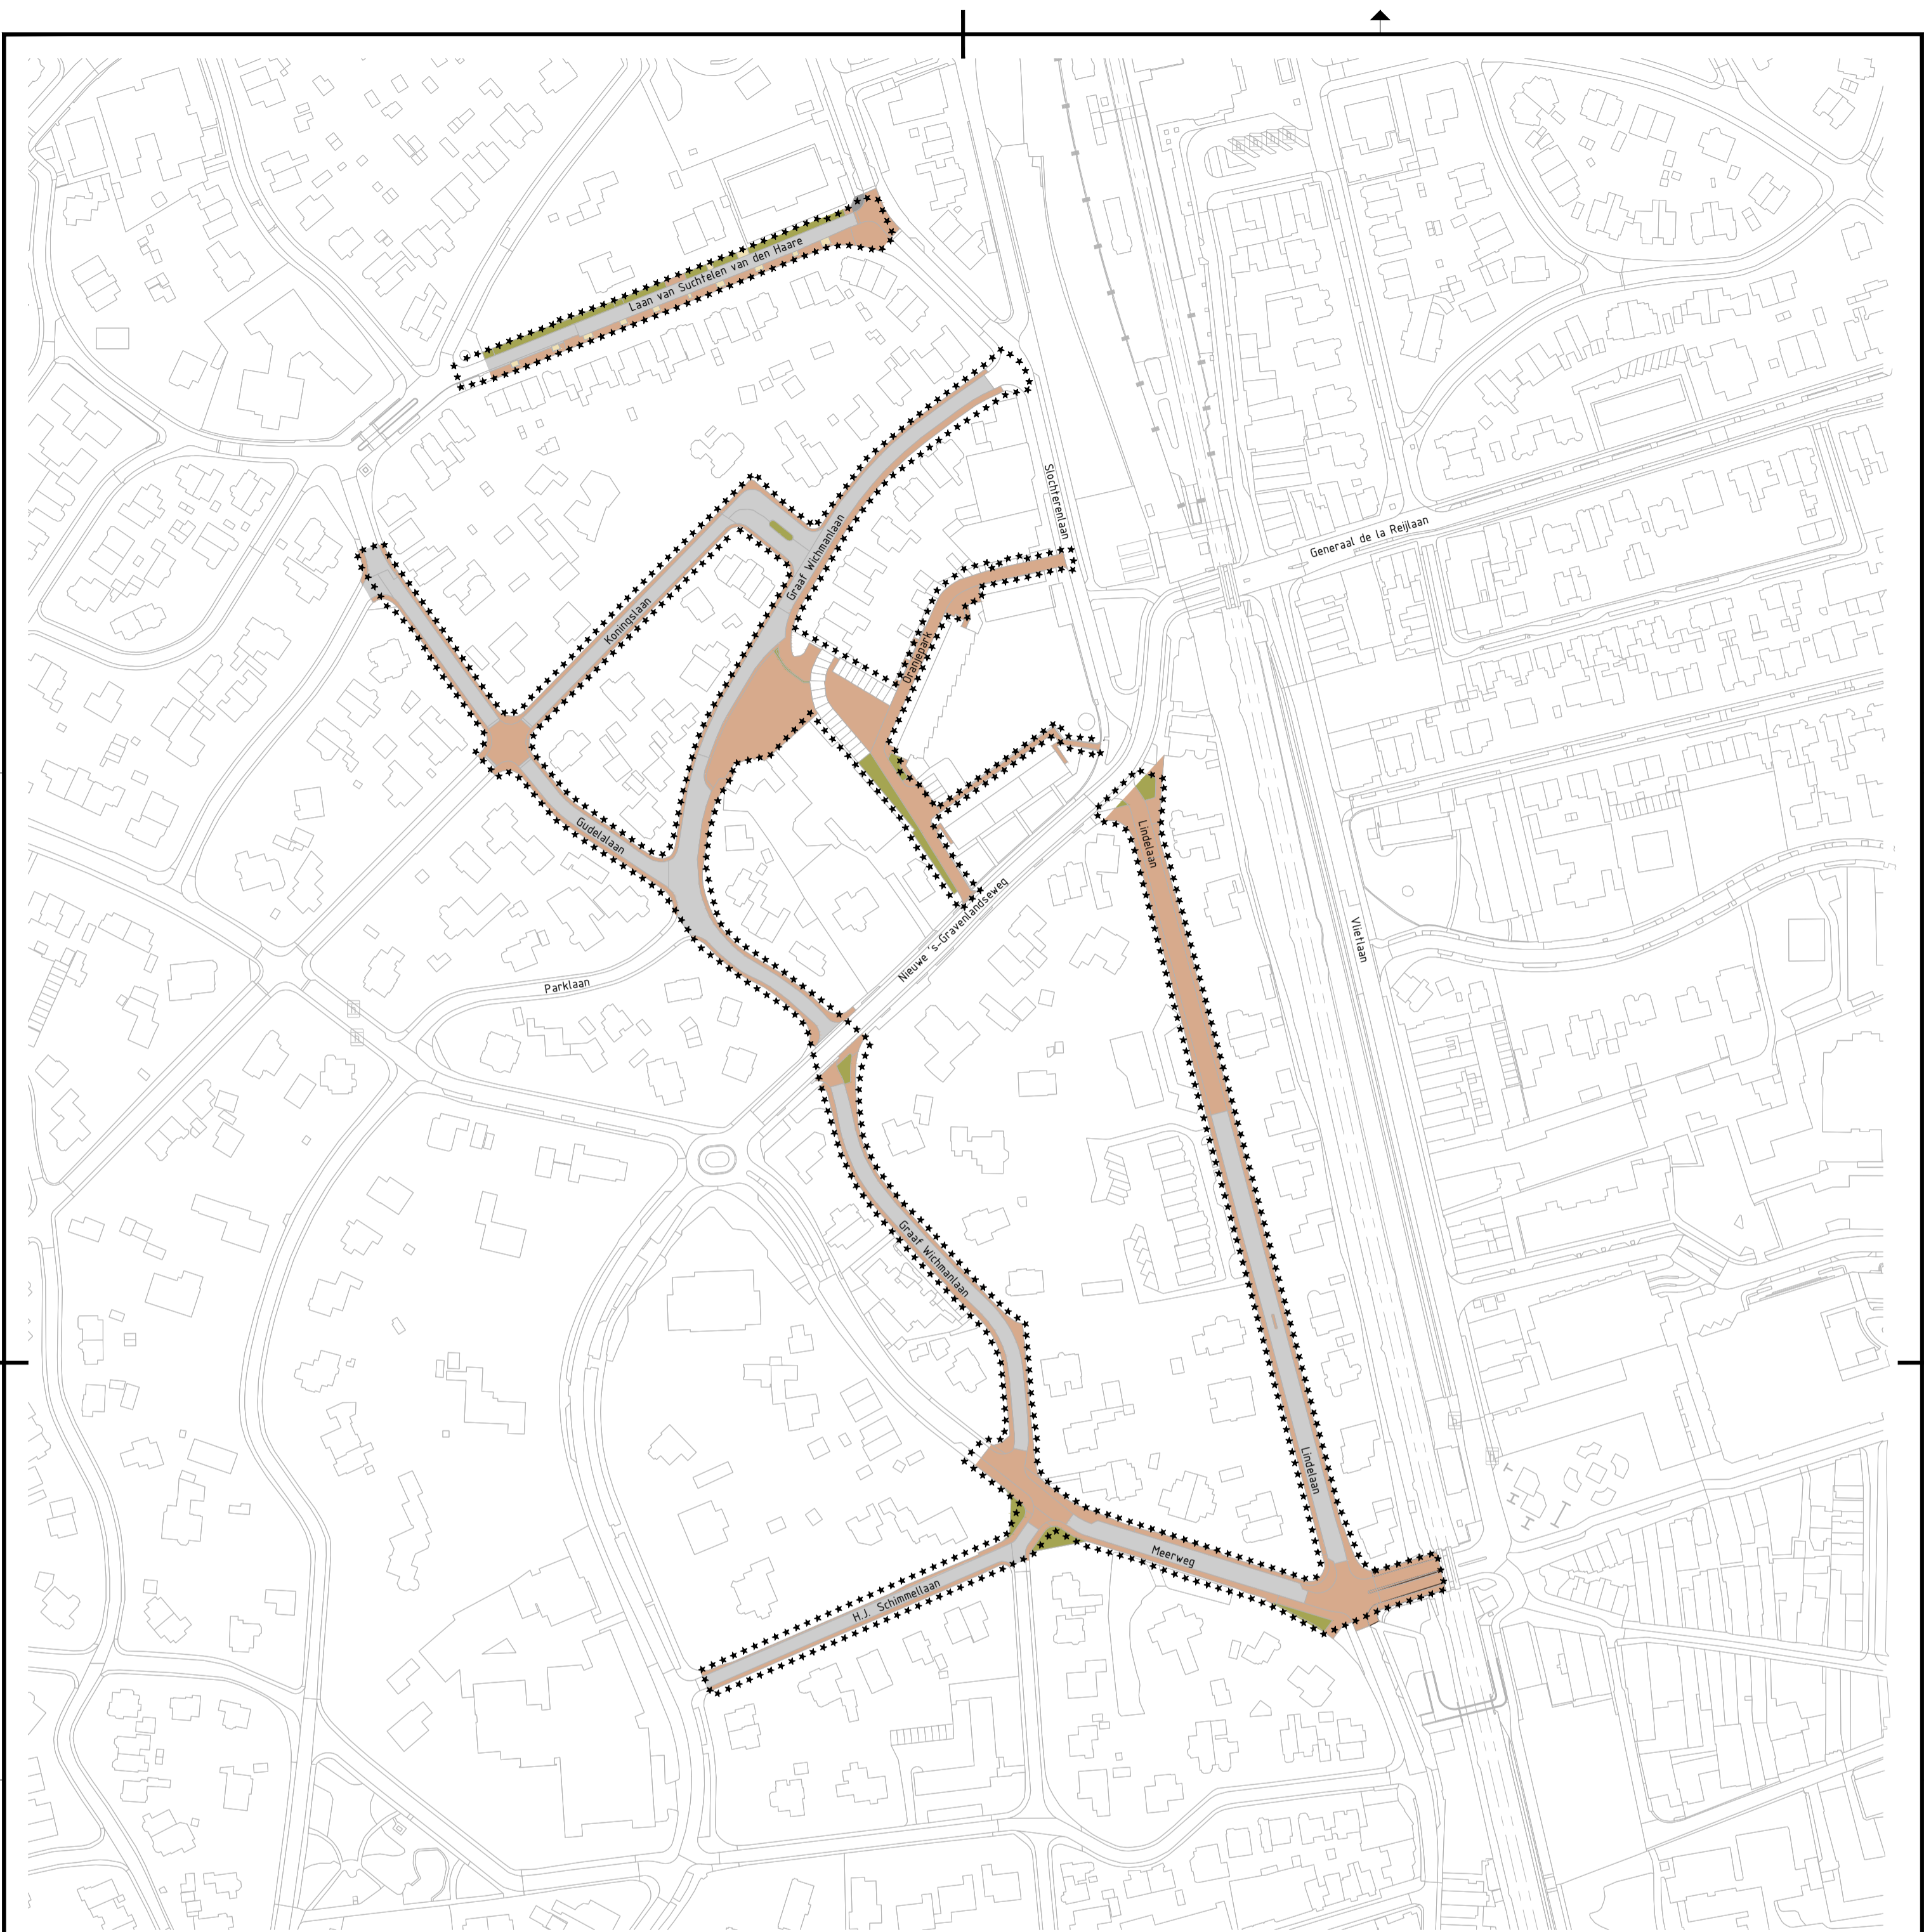 Laan van Suchtelen van den Haare
Slochterenlaan
Generaal de la Reijlaan
Graaf Wichmanlaan
Koningslaan
Oranjepark
Gudelalaan
Lindelaan
Nieuwe 's-Gravenlandseweg
Vlietlaan
Parklaan
Graaf Wichmanlaan
Lindelaan
Meerweg
H.J. Schimmellaan